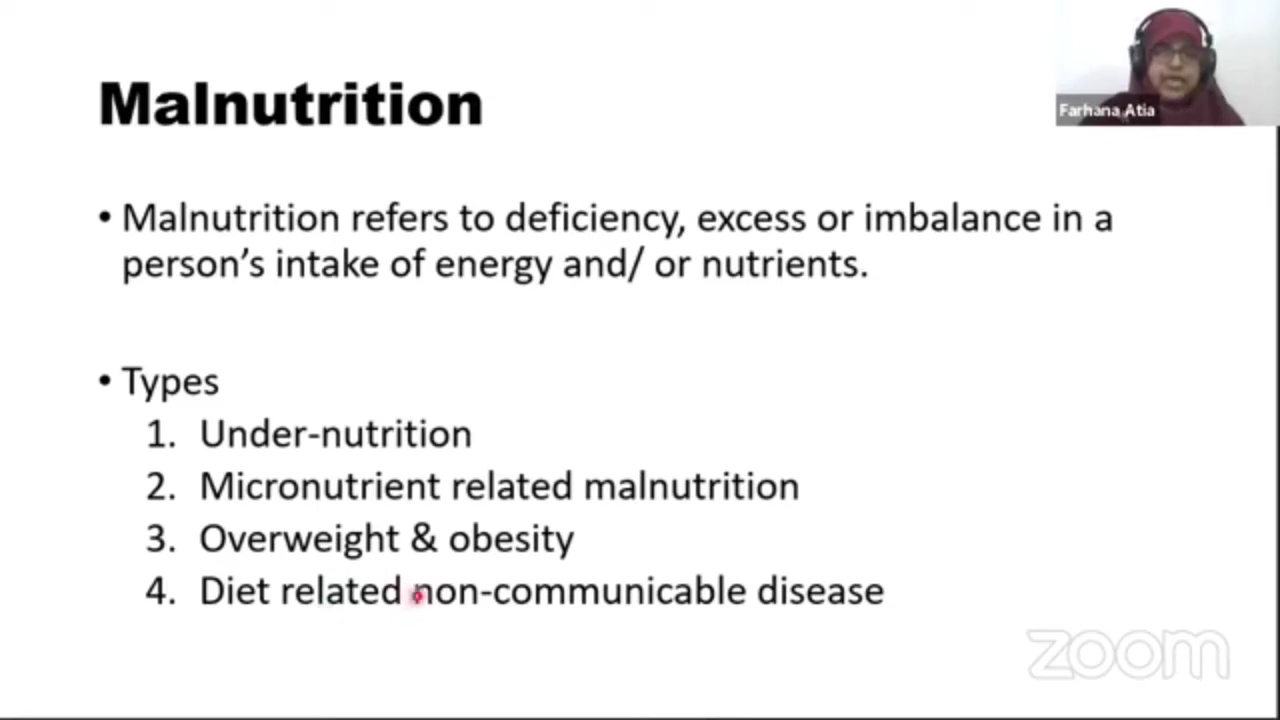 Malnutrition
Farhana Atia
• Malnutrition refers to deficiency, excess or imbalance in a
person’s intake of energy and/ or nutrients.
• Types
1. Under-nutrition
2. Micronutrient related malnutrition
3. Overweight & obesity
4. Diet related non-communicable disease
zoom